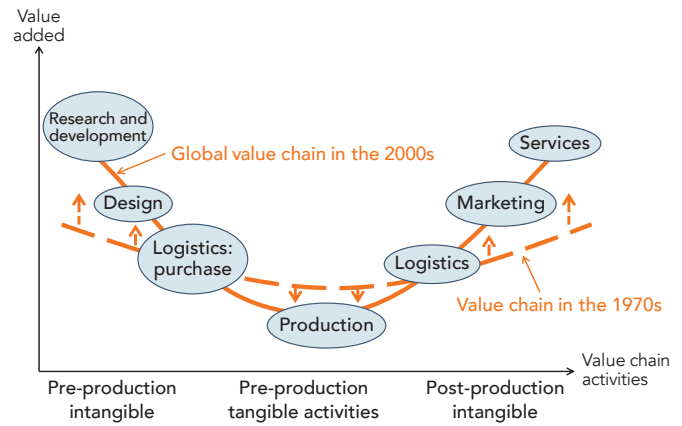 Value
added
Research and
development
Global value chain in the 2000s
Services
Design
Marketing
Logistics:
purchase
Logistics
Value chain in the 1970s
Production
Value chain
activities
Pre-production
intangible
Pre-production
tangible activities
Post-production
intangible